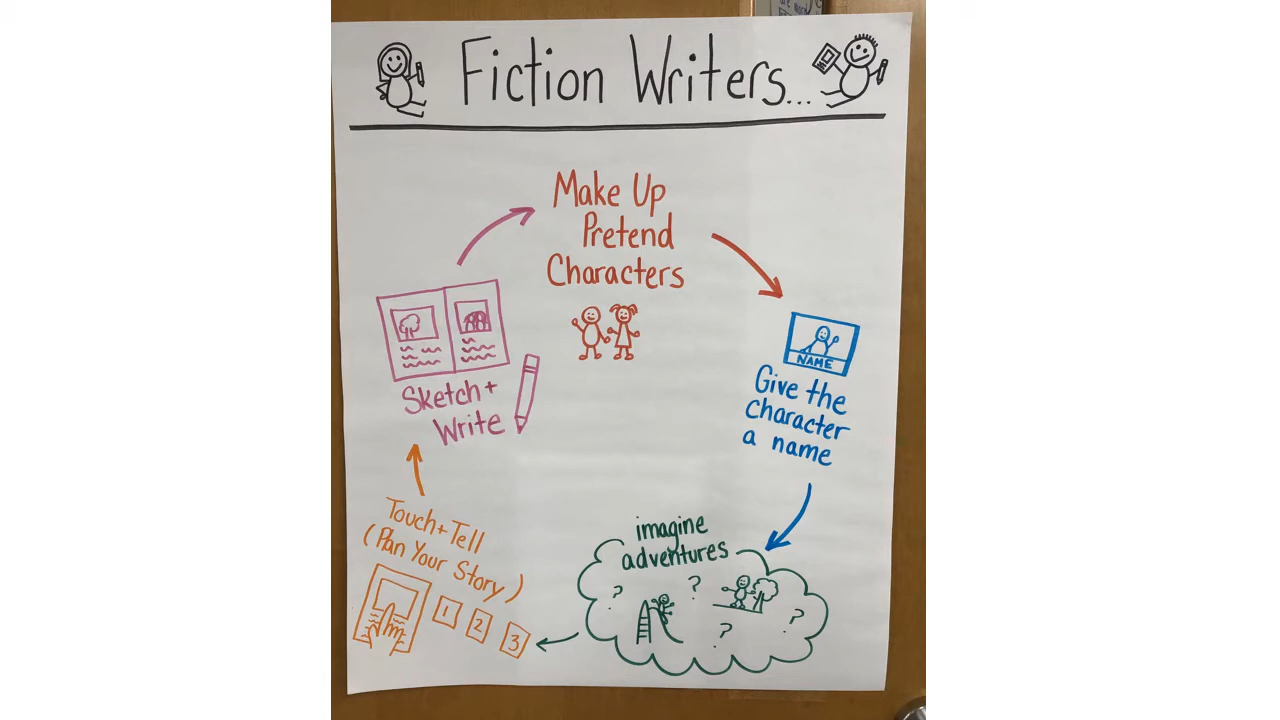 Fiction Writers...
Make Up
Pretend
Characters
NAME
Give the
character
a name
imagine
adventures
?
?
?
?
Touch+Tell
(Plan Your Story)
1 2 3
Sketch+
Write